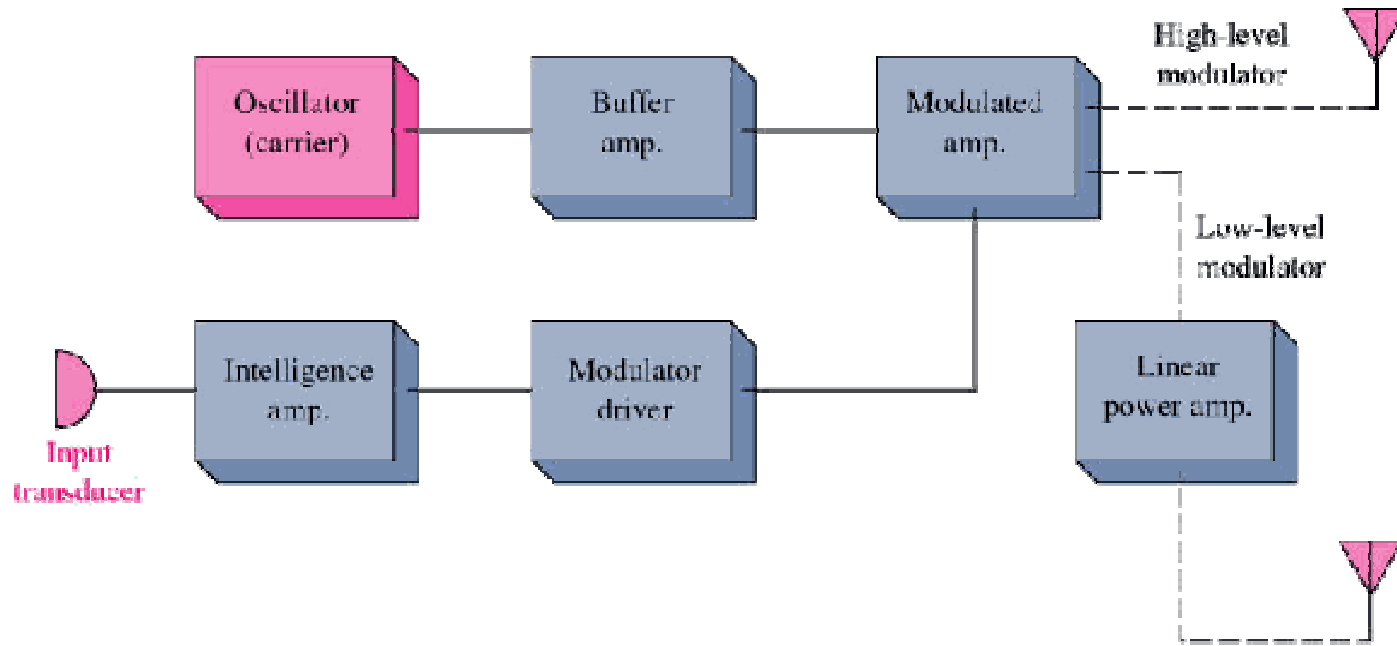 High-level
modulator
Oscillator
(carrier)
Buffer
amp.
Modulated
amp.
Low-level
modulator
Intelligence
amp.
Modulator
driver
Linear
power amp.
Input
transducer